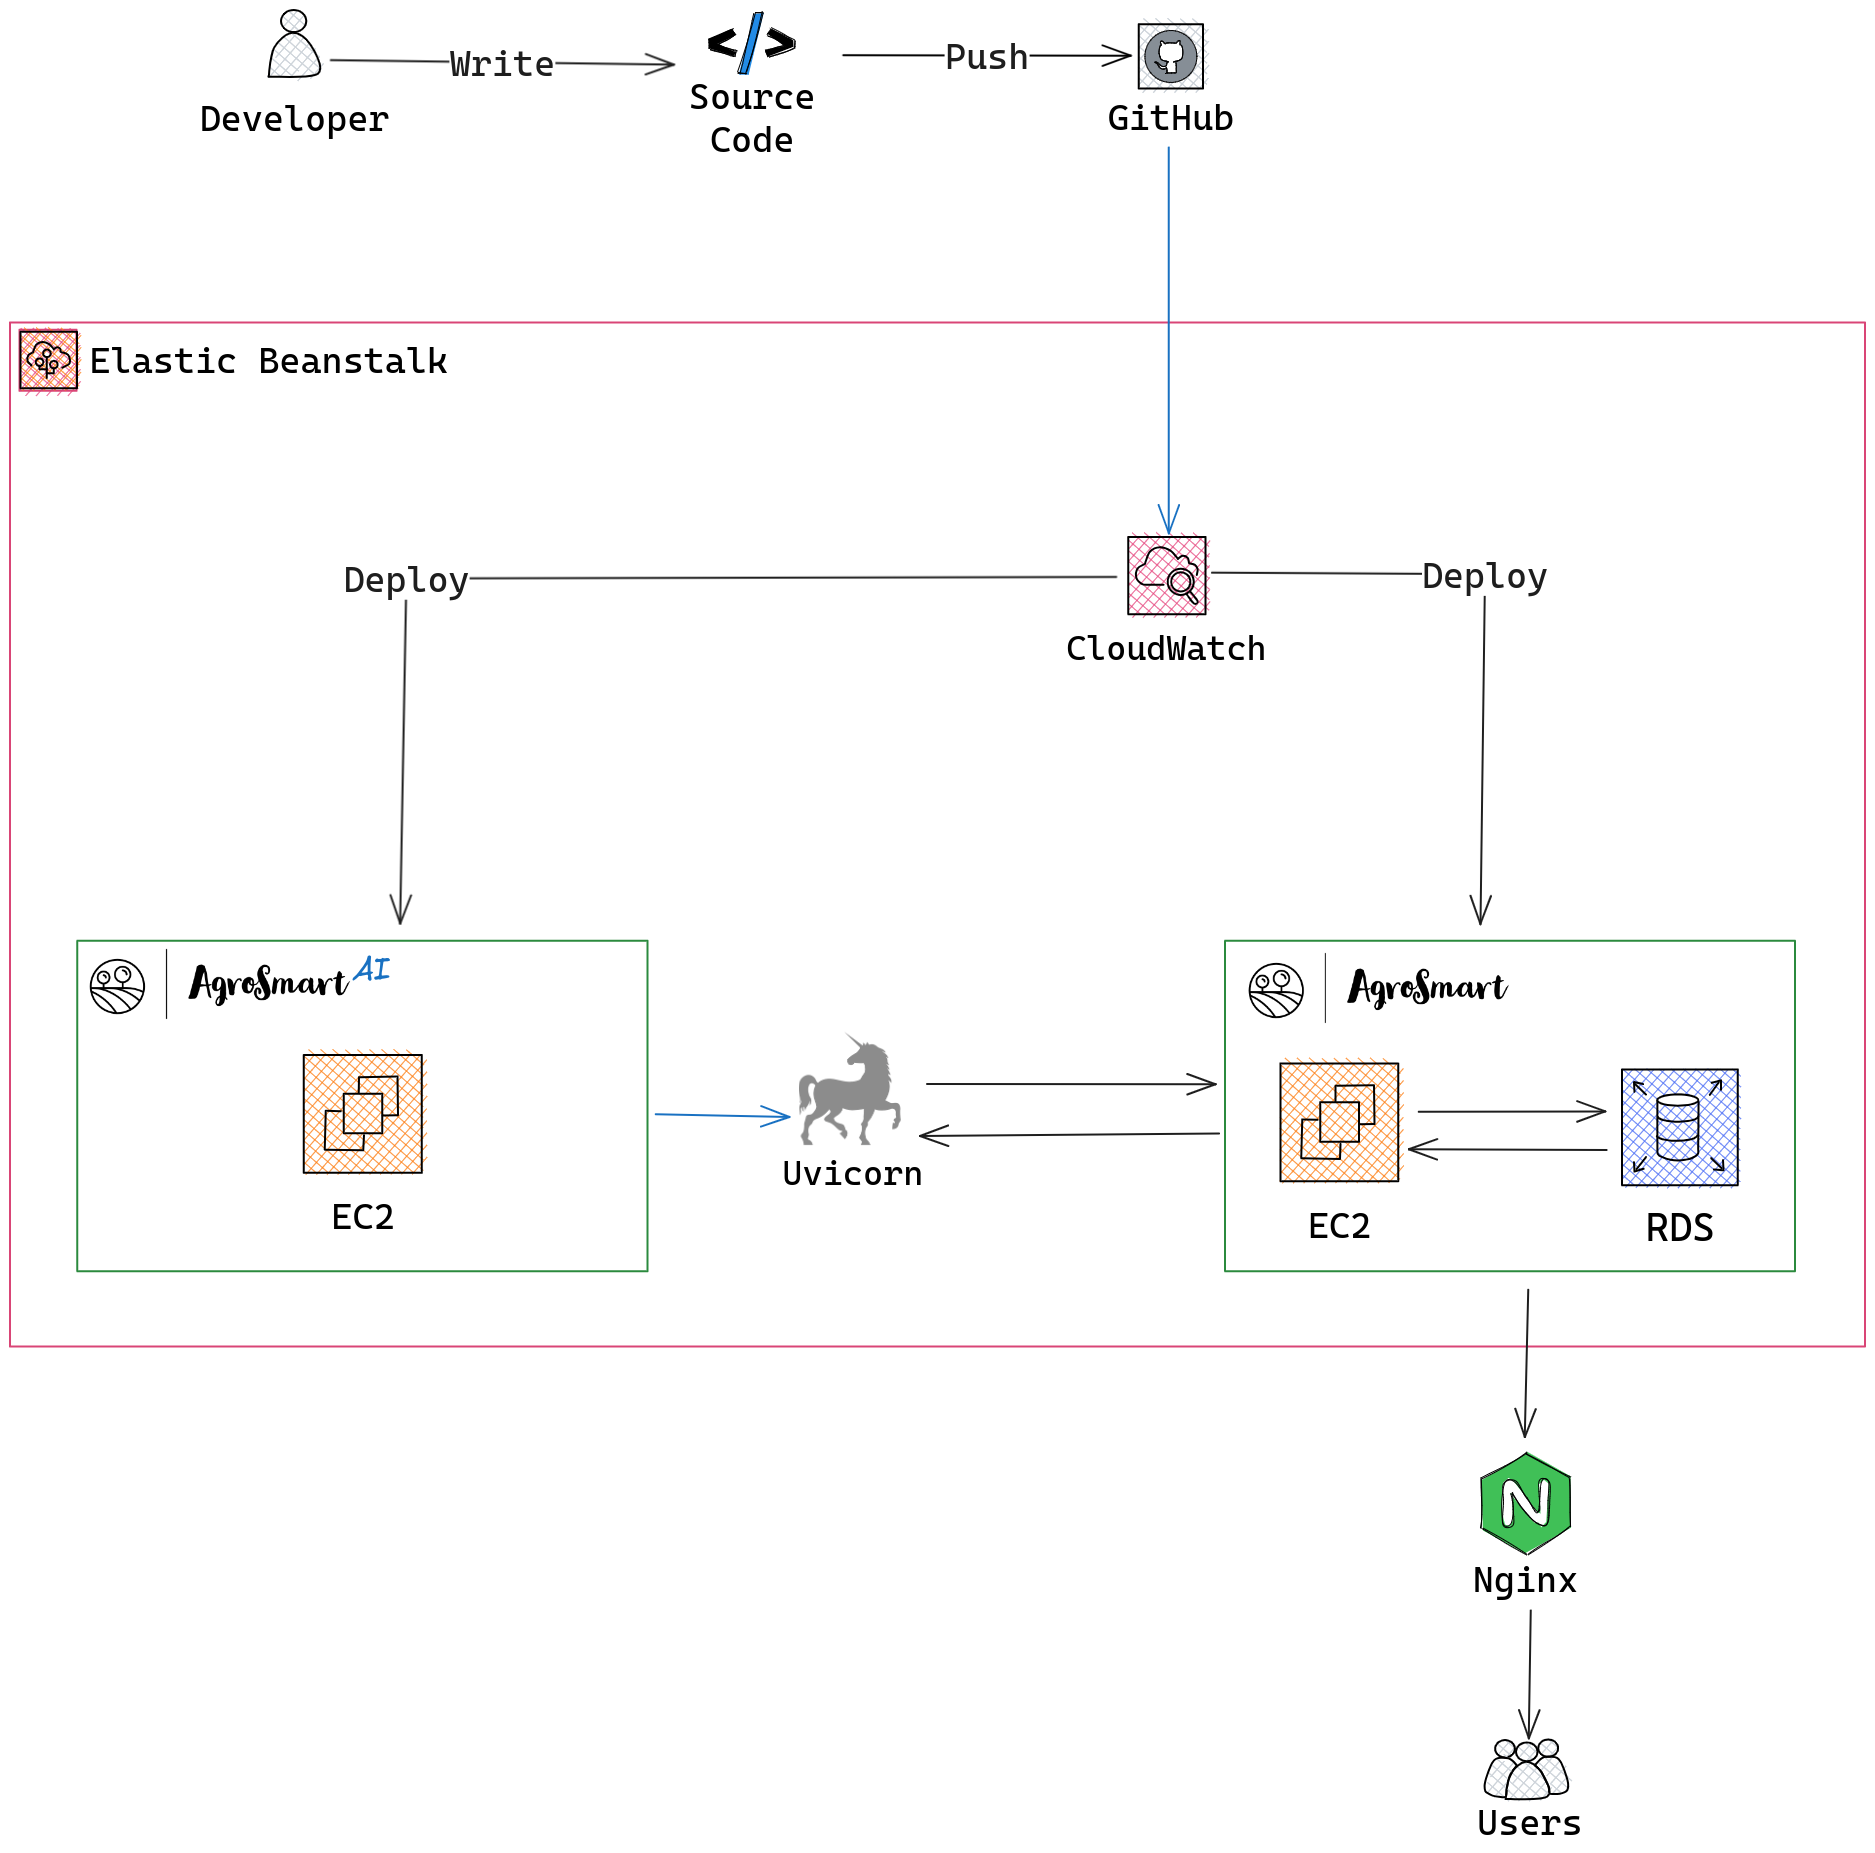 Write
Push
Developer
Source
Code
GitHub
Elastic Beanstalk
Deploy
Deploy
CloudWatch
AgroSmart AI
AgroSmart
EC2
Uvicorn
EC2
RDS
Nginx
Users